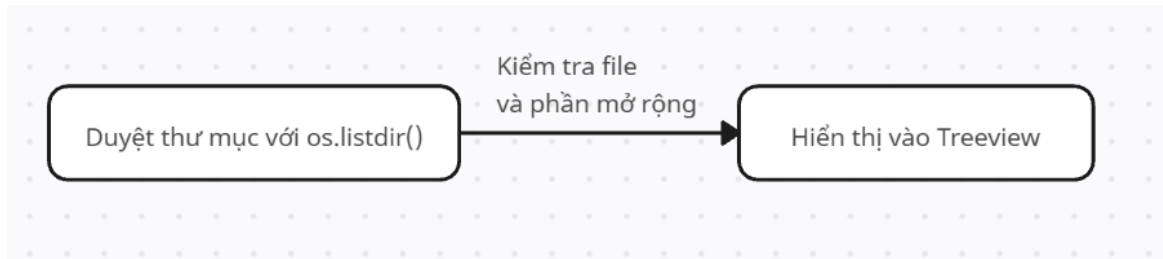 Kiểm tra file
và phần mở rộng
Duyệt thư mục với os.listdir()
Hiển thị vào Treeview